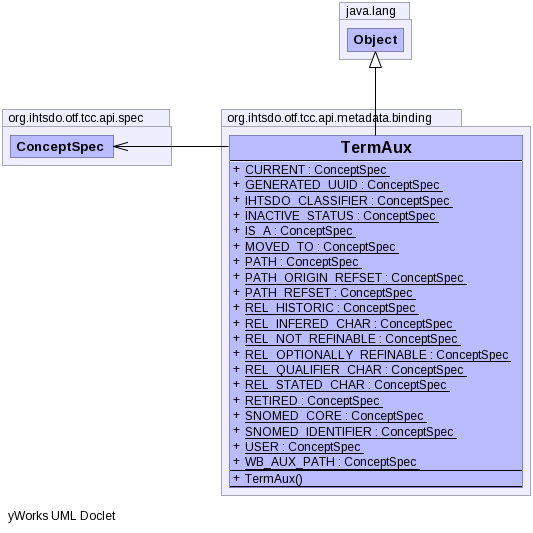 java.lang
Object
org.ihtsdo.otf.tcc.api.spec
ConceptSpec
org.ihtsdo.otf.tcc.api.metadata.binding
TermAux
+ CURRENT : ConceptSpec
+ GENERATED_UUID : ConceptSpec
+ IHTSDO_CLASSIFIER : ConceptSpec
+ INACTIVE_STATUS : ConceptSpec
+ IS_A : ConceptSpec
+ MOVED_TO : ConceptSpec
+ PATH : ConceptSpec
+ PATH_ORIGIN_REFSET : ConceptSpec
+ PATH_REFSET : ConceptSpec
+ REL_HISTORIC : ConceptSpec
+ REL_INFERED_CHAR : ConceptSpec
+ REL_NOT_REFINABLE : ConceptSpec
+ REL_OPTIONALLY_REFINABLE : ConceptSpec
+ REL_QUALIFIER_CHAR : ConceptSpec
+ REL_STATED_CHAR : ConceptSpec
+ RETIRED : ConceptSpec
+ SNOMED_CORE : ConceptSpec
+ SNOMED_IDENTIFIER : ConceptSpec
+ USER : ConceptSpec
+ WB_AUX_PATH : ConceptSpec
+ TermAux()
yWorks UML Doclet